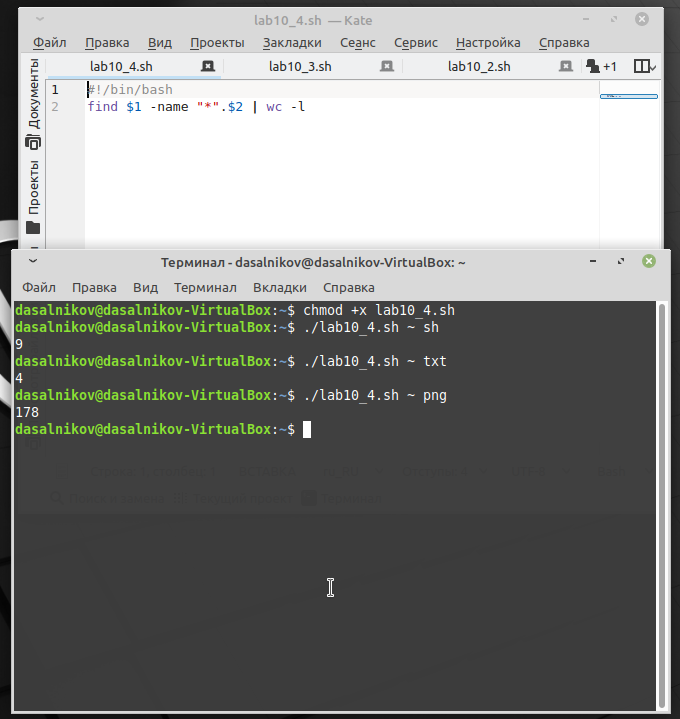 lab10_4.sh — Kate
Файл Правка Вид Проекты Закладки Сеанс Сервис Настройка Справка
lab10_4.sh lab10_3.sh lab10_2.sh +1
Документы
Проекты
1 #!/bin/bash
2 find $1 -name "*".$2 | wc -l
Терминал - dasalnikov@dasalnikov-VirtualBox: ~
Файл Правка Вид Терминал Вкладки Справка
dasalnikov@dasalnikov-VirtualBox:~$ chmod +x lab10_4.sh
dasalnikov@dasalnikov-VirtualBox:~$ ./lab10_4.sh ~ sh
9
dasalnikov@dasalnikov-VirtualBox:~$ ./lab10_4.sh ~ txt
4
dasalnikov@dasalnikov-VirtualBox:~$ ./lab10_4.sh ~ png
178
dasalnikov@dasalnikov-VirtualBox:~$